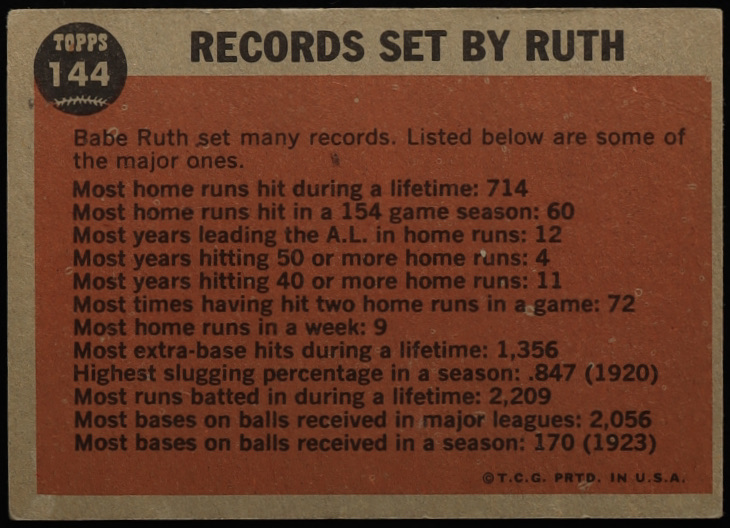 TOPPS
144
RECORDS SET BY RUTH
Babe Ruth set many records. Listed below are some of
the major ones.
Most home runs hit during a lifetime: 714
Most home runs hit in a 154 game season: 60
Most years leading the A.L. in home runs: 12
Most years hitting 50 or more home runs: 4
Most years hitting 40 or more home runs: 11
Most times having hit two home runs in a game: 72
Most home runs in a week: 9
Most extra-base hits during a lifetime: 1,356
Highest slugging percentage in a season: .847 (1920)
Most runs batted in during a lifetime: 2,209
Most bases on balls received in major leagues: 2,056
Most bases on balls received in a season: 170 (1923)
©T.C.G. PRTD. IN U.S.A.